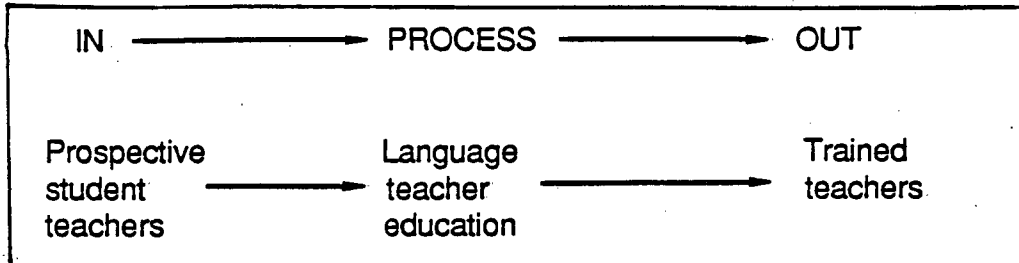 IN PROCESS OUT
Prospective Language Trained
student teacher teachers
teachers education